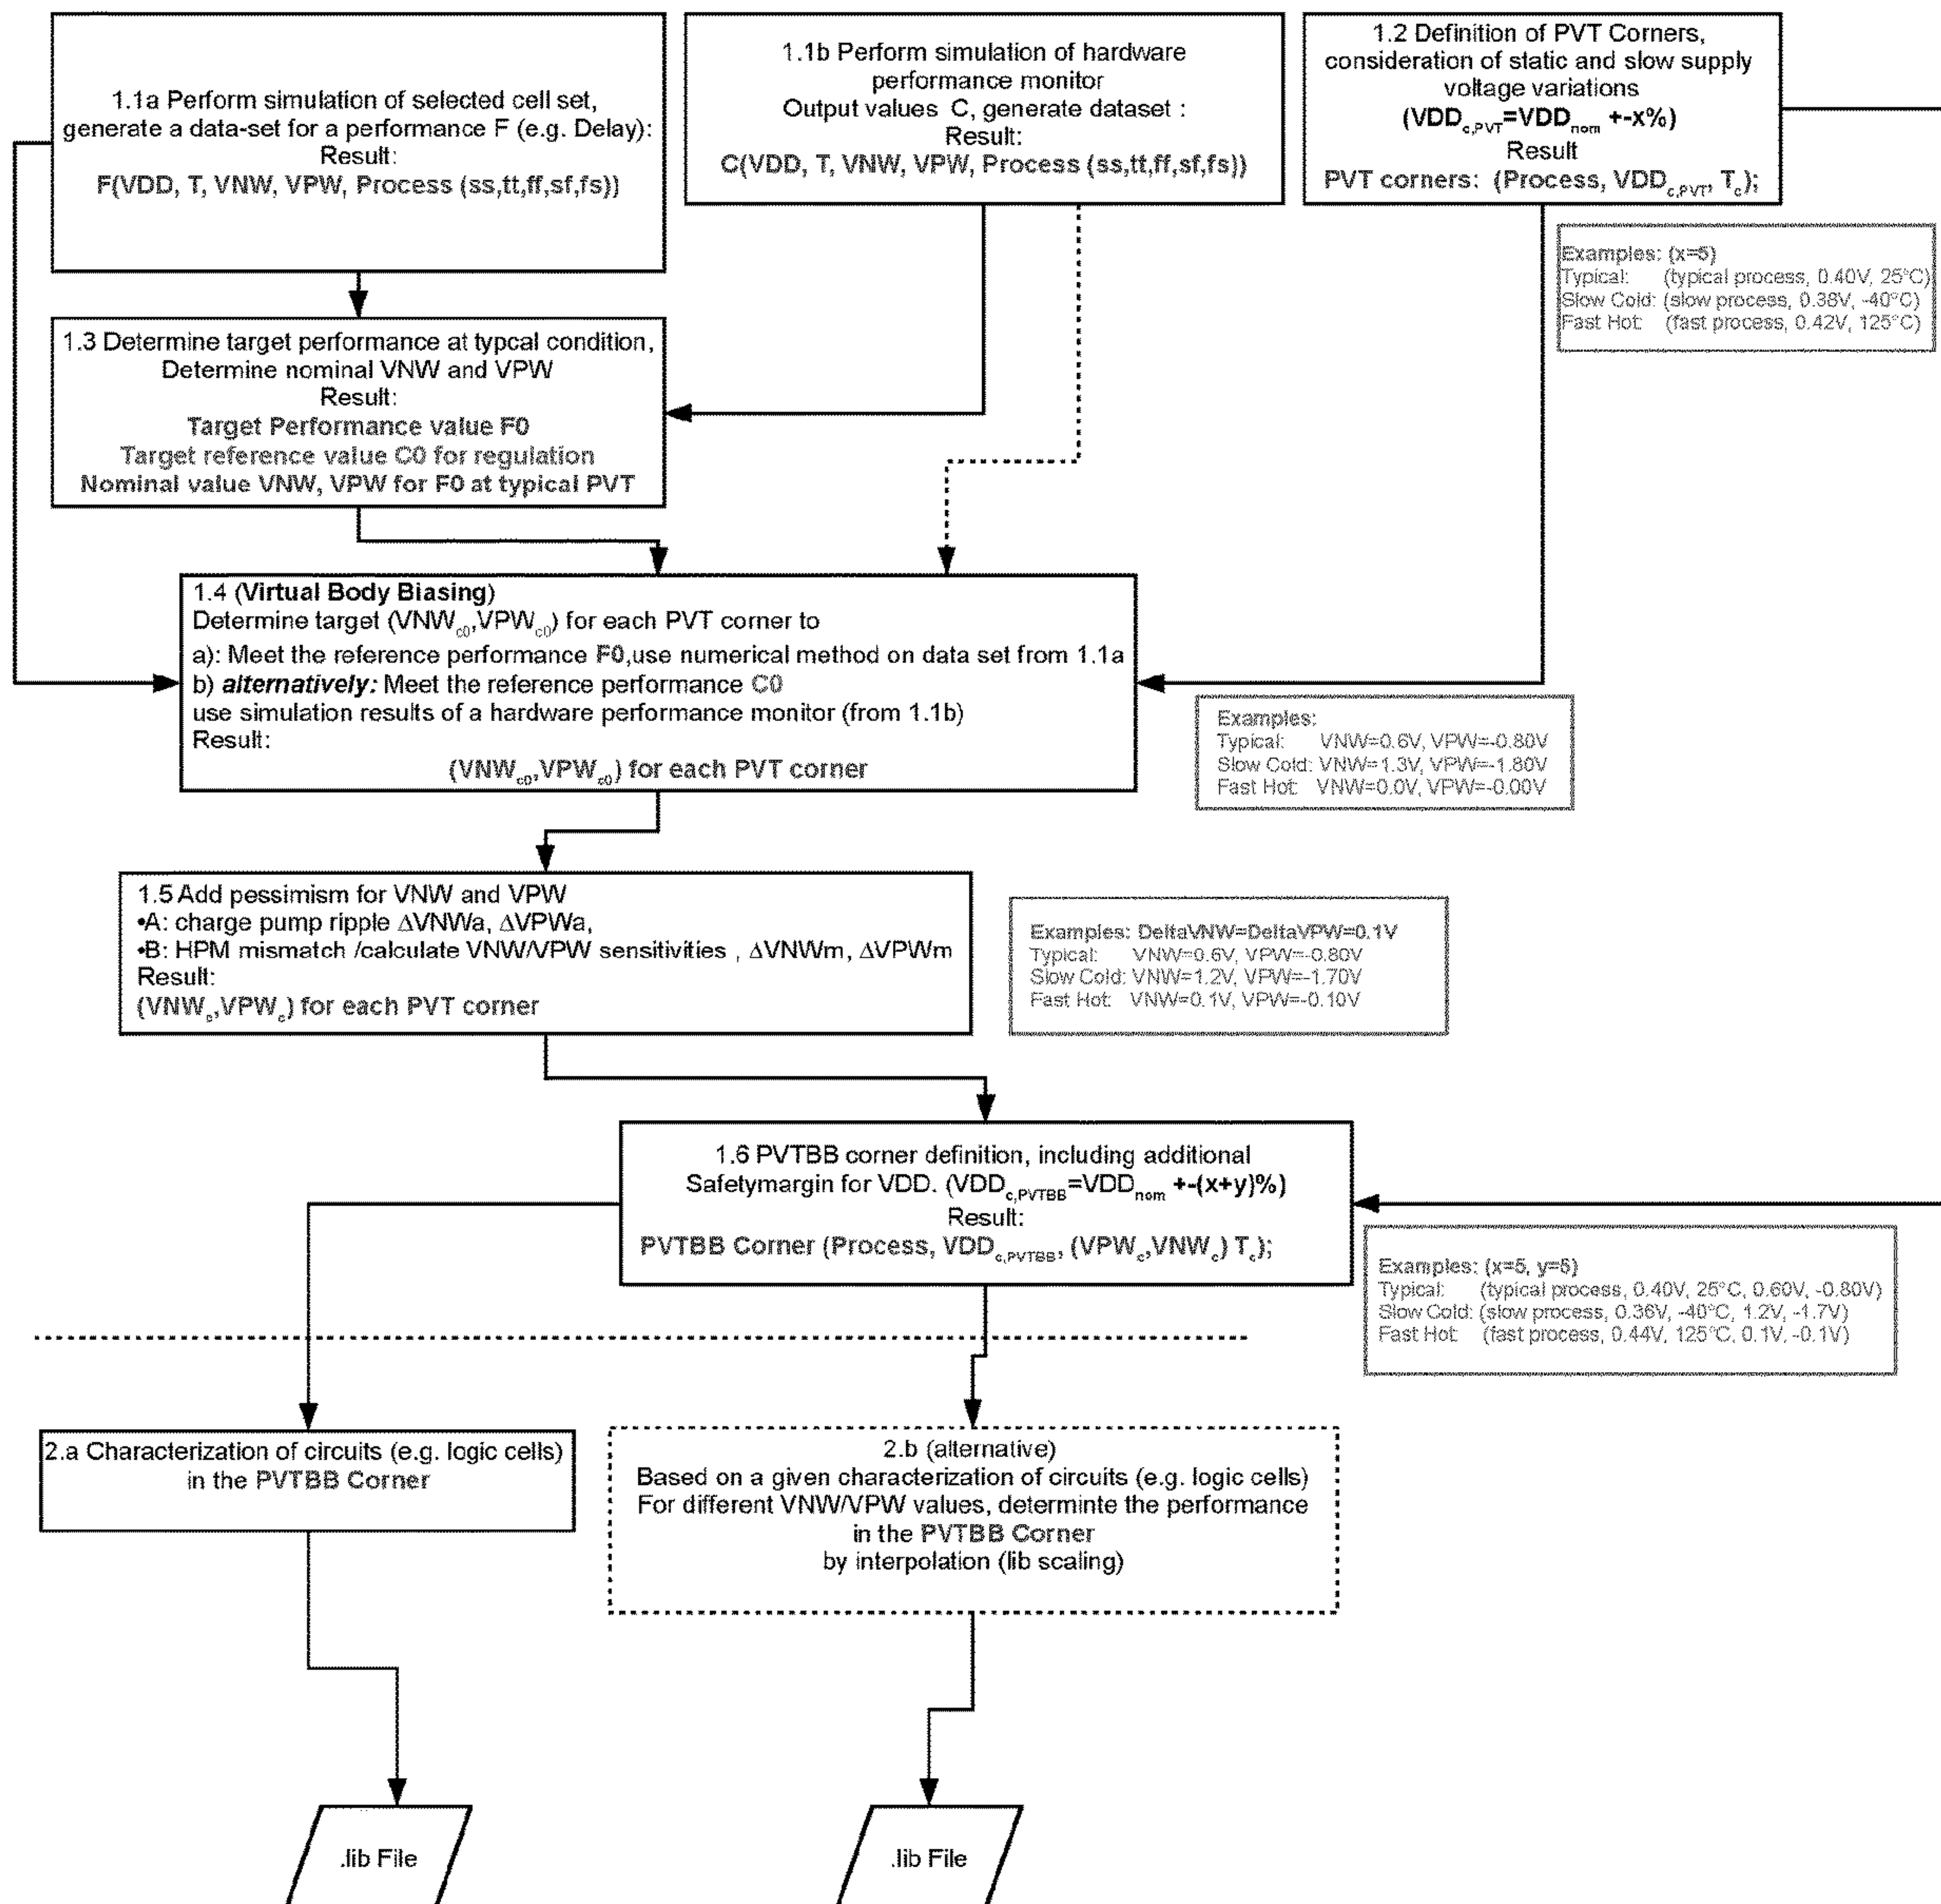 1.1a Perform simulation of selected cell set,
generate a data-set for a performance F (e.g. Delay):
Result:
F(VDD, T, VNW, VPW, Process (ss,tt,ff,sf,fs))
1.1b Perform simulation of hardware
performance monitor
Output values C, generate dataset :
Result:
C(VDD, T, VNW, VPW, Process (ss,tt,ff,sf,fs))
1.2 Definition of PVT Corners,
consideration of static and slow supply
voltage variations
(VDDc,PVT=VDDnom +-x%)
Result
PVT corners: (Process, VDDc,PVT, Tc);
Examples: (x=5)
Typical: (typical process, 0.40V, 25°C)
Slow Cold: (slow process, 0.38V, -40°C)
Fast Hot: (fast process, 0.42V, 125°C)
1.3 Determine target performance at typcal condition,
Determine nominal VNW and VPW
Result:
Target Performance value F0
Target reference value C0 for regulation
Nominal value VNW, VPW for F0 at typical PVT
1.4 (Virtual Body Biasing)
Determine target (VNWc0,VPWc0) for each PVT corner to
a): Meet the reference performance F0,use numerical method on data set from 1.1a
b) alternatively: Meet the reference performance C0
use simulation results of a hardware performance monitor (from 1.1b)
Result:
(VNWc0,VPWc0) for each PVT corner
Examples:
Typical: VNW=0.6V, VPW=-0.80V
Slow Cold: VNW=1.3V, VPW=-1.80V
Fast Hot: VNW=0.0V, VPW=-0.00V
1.5 Add pessimism for VNW and VPW
•A: charge pump ripple ΔVNWa, ΔVPWa,
•B: HPM mismatch /calculate VNW/VPW sensitivities , ΔVNWm, ΔVPWm
Result:
(VNWc,VPWc) for each PVT corner
Examples: DeltaVNW=DeltaVPW=0.1V
Typical: VNW=0.6V, VPW=-0.80V
Slow Cold: VNW=1.2V, VPW=-1.70V
Fast Hot: VNW=0.1V, VPW=-0.10V
1.6 PVTBB corner definition, including additional
Safetymargin for VDD. (VDDc,PVTBB=VDDnom +-(x+y)%)
Result:
PVTBB Corner (Process, VDDc,PVTBB, (VPWc,VNWc) Tc);
Examples: (x=5, y=5)
Typical: (typical process, 0.40V, 25°C, 0.60V, -0.80V)
Slow Cold: (slow process, 0.36V, -40°C, 1.2V, -1.7V)
Fast Hot: (fast process, 0.44V, 125°C, 0.1V, -0.1V)
2.a Characterization of circuits (e.g. logic cells)
in the PVTBB Corner
2.b (alternative)
Based on a given characterization of circuits (e.g. logic cells)
For different VNW/VPW values, determinte the performance
in the PVTBB Corner
by interpolation (lib scaling)
.lib File
.lib File